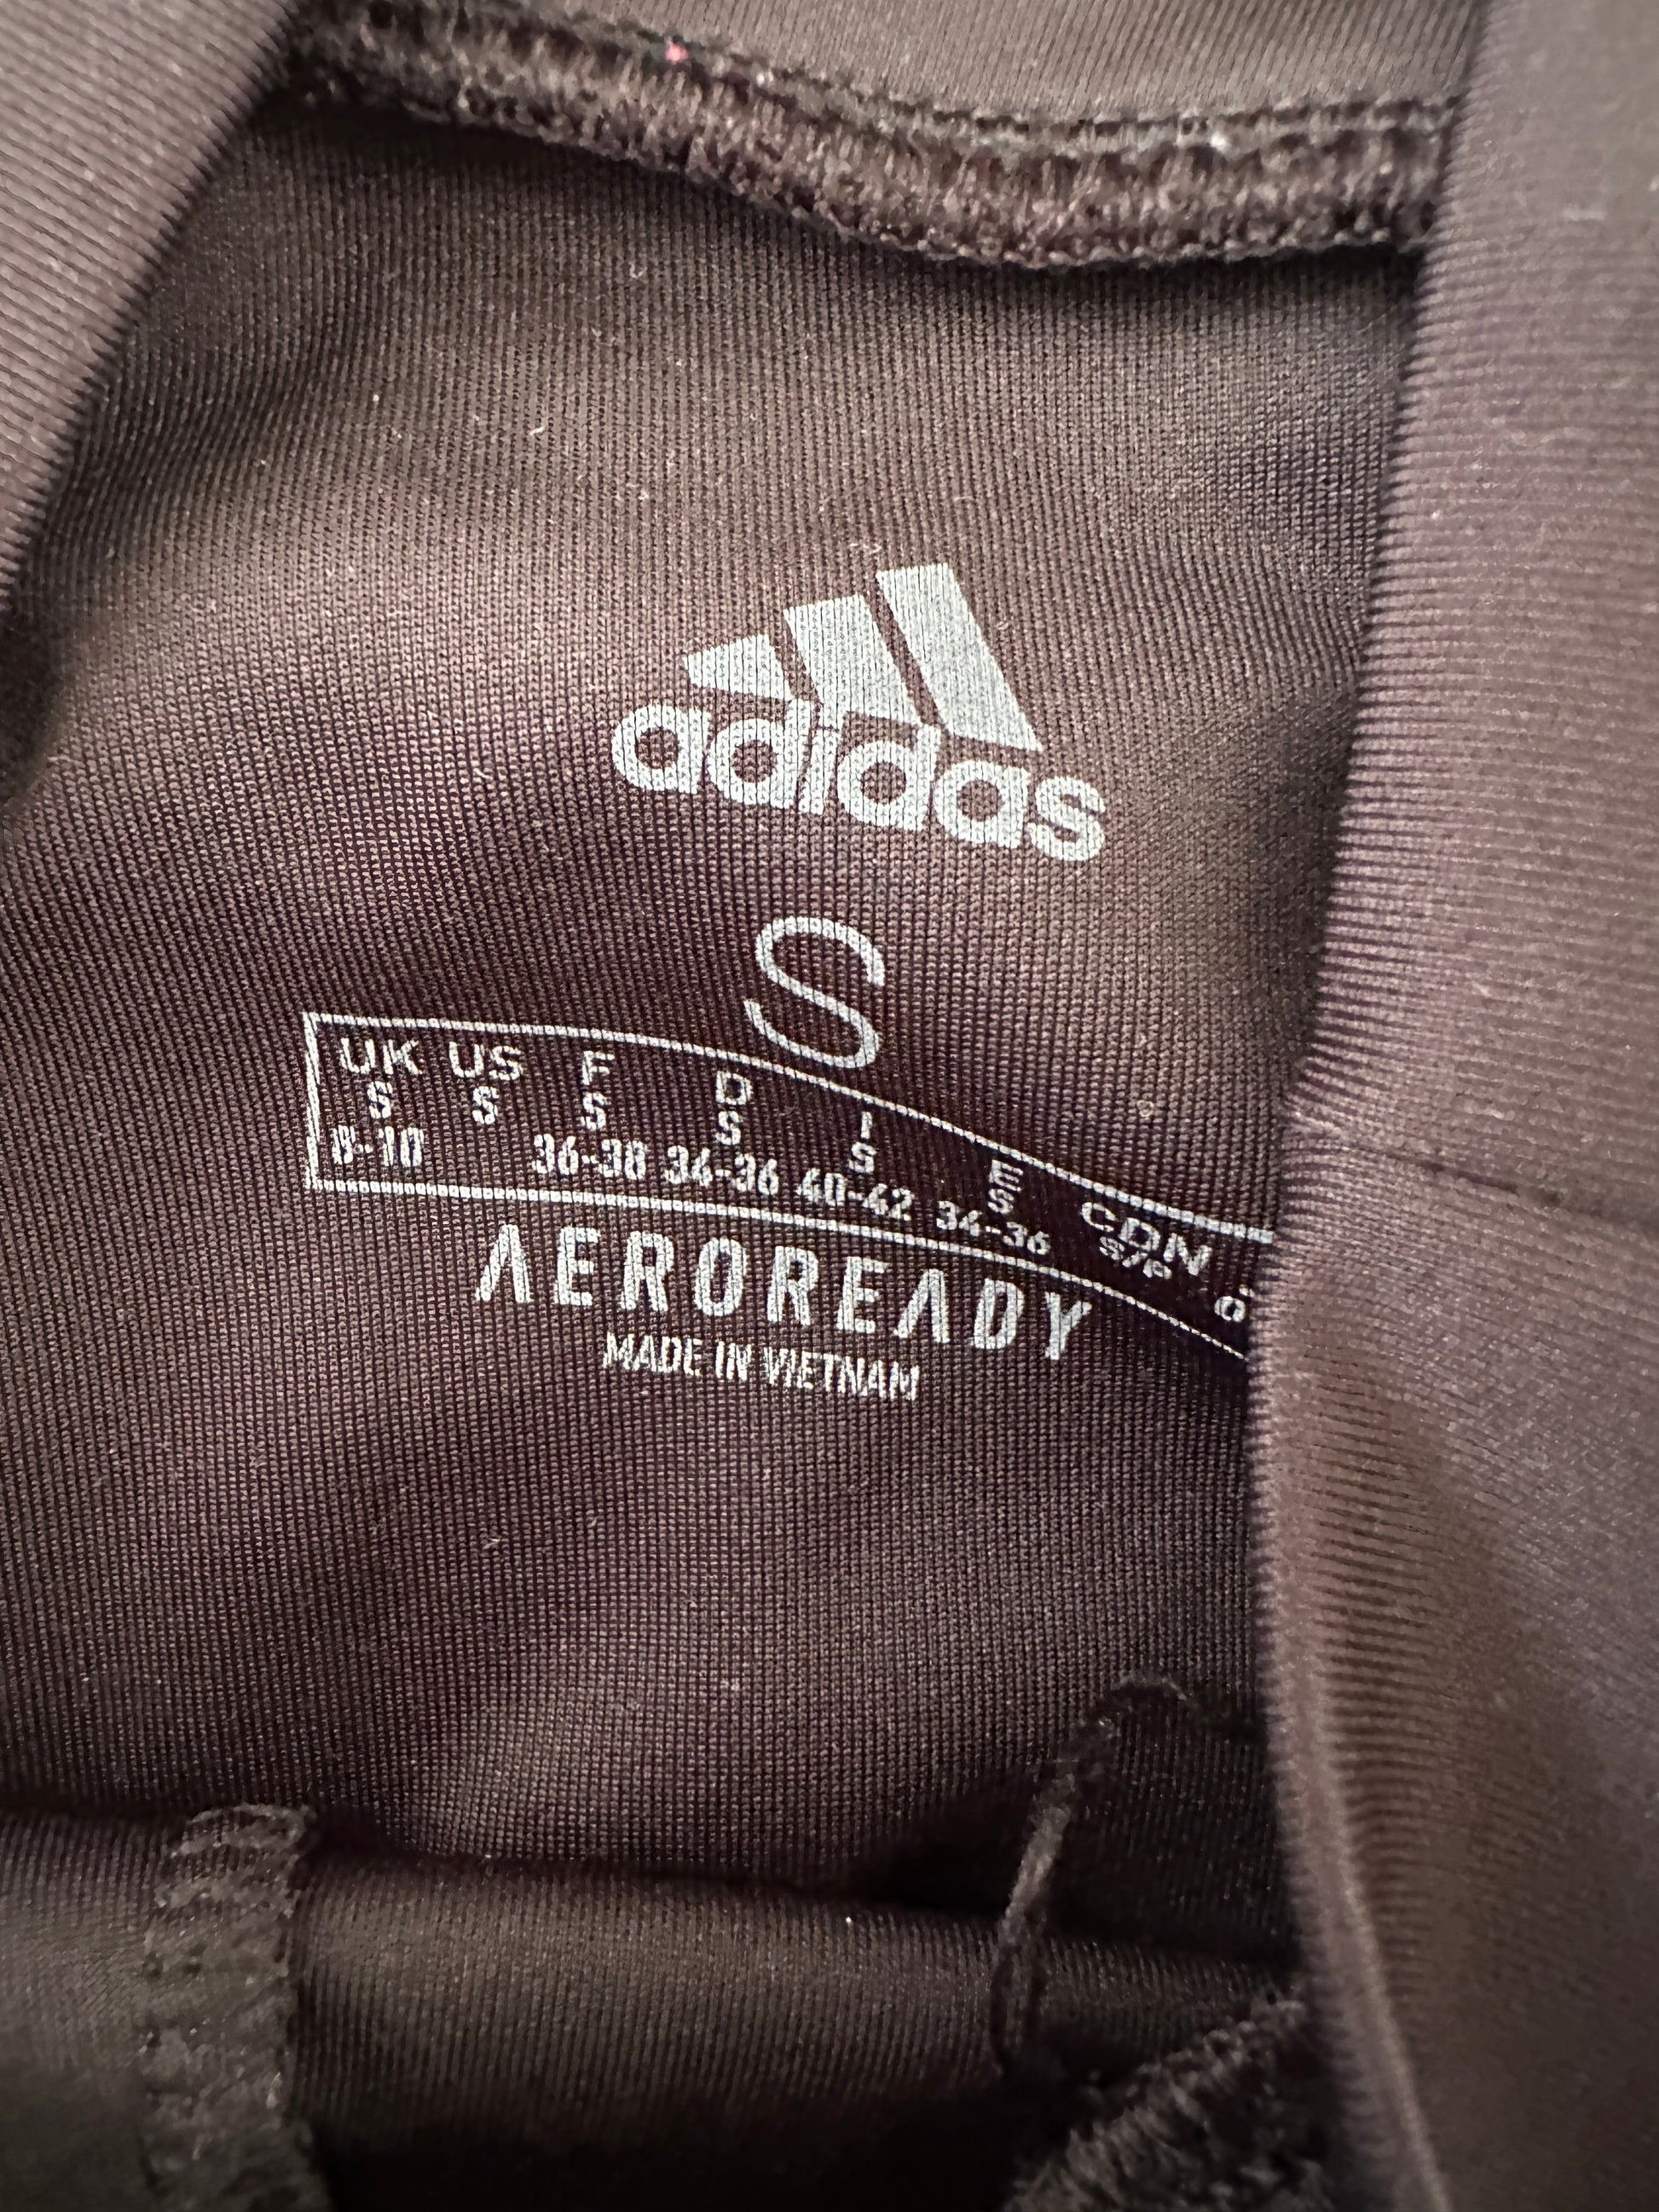 adidas
S
UK US F D I E CDN
S S S S S S S/P
8-10 36-38 34-36 40-42 34-36
AEROREADY
MADE IN VIETNAM